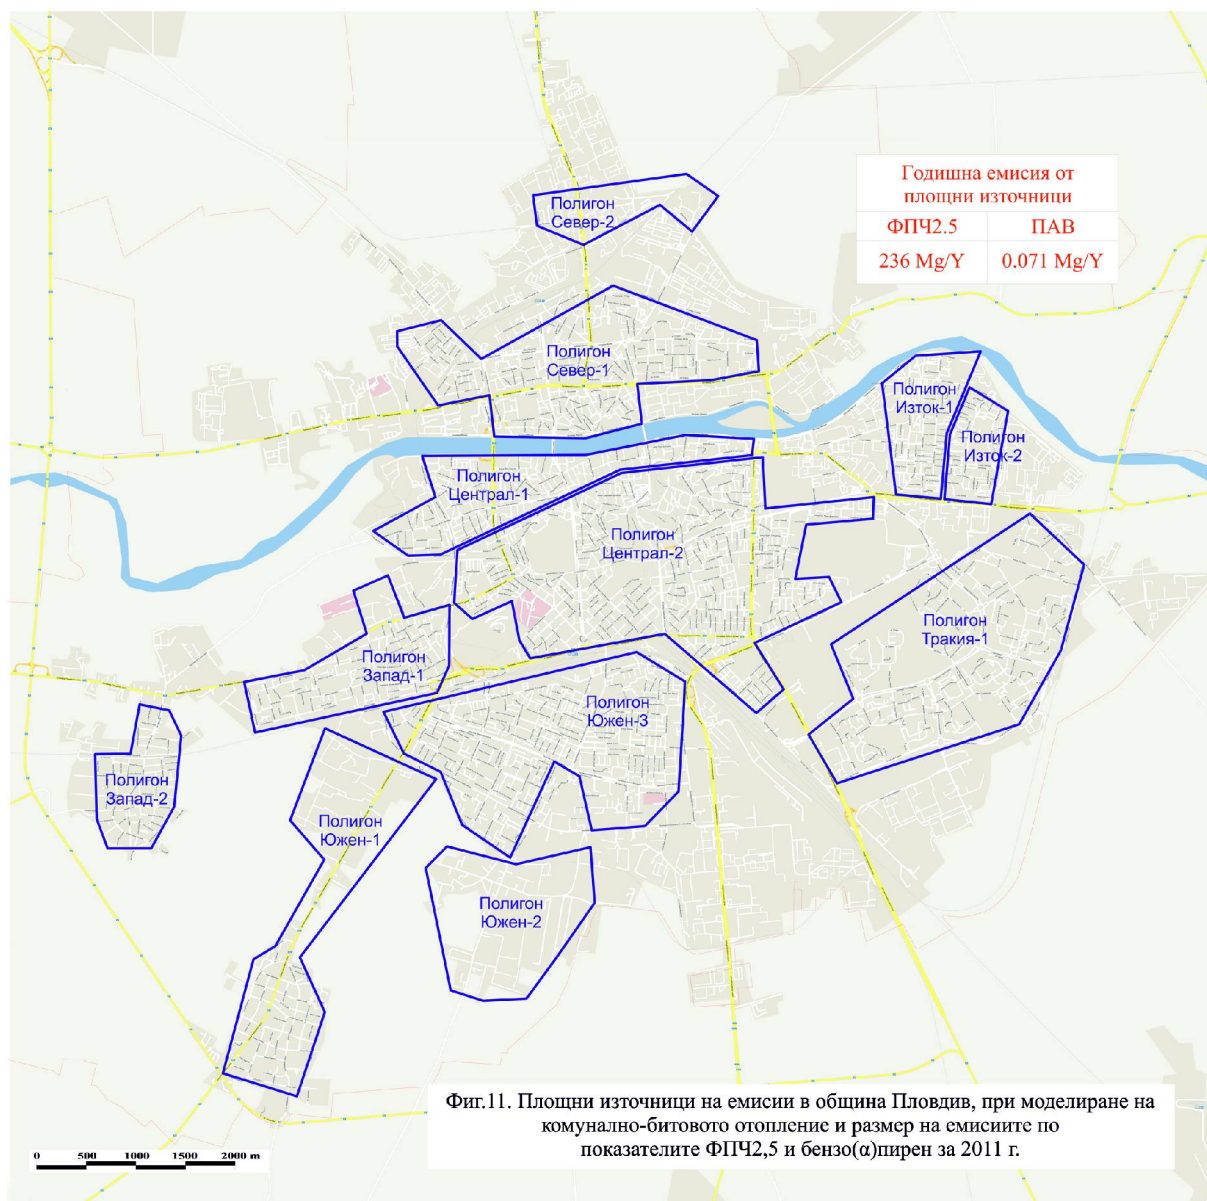 Годишна емисия от
площни източници
ФПЧ2.5 ПАВ
236 Mg/Y 0.071 Mg/Y
Полигон
Север-2
Полигон
Север-1
Полигон
Изток-1
Полигон
Изток-2
Полигон
Централ-1
Полигон
Централ-2
Полигон
Тракия-1
Полигон
Запад-1
Полигон
Южен-3
Полигон
Запад-2
Полигон
Южен-1
Полигон
Южен-2
Фиг.11. Площни източници на емисии в община Пловдив, при моделиране на
комунално-битовото отопление и размер на емисиите по
показателите ФПЧ2,5 и бензо(α)пирен за 2011 г.
0 500 1000 1500 2000 m